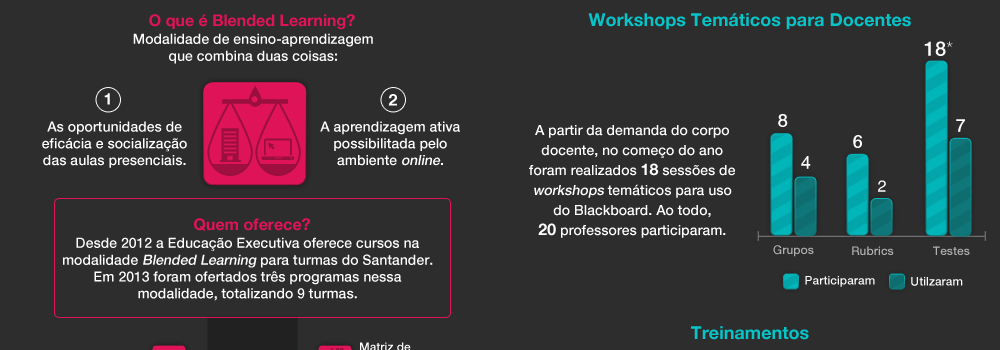 O que é Blended Learning?
Modalidade de ensino-aprendizagem
que combina duas coisas:
1
As oportunidades de
eficácia e socialização
das aulas presenciais.
2
A aprendizagem ativa
possibilitada pelo
ambiente online.
Quem oferece?
Desde 2012 a Educação Executiva oferece cursos na
modalidade Blended Learning para turmas do Santander.
Em 2013 foram ofertados três programas nessa
modalidade, totalizando 9 turmas.
Matriz de
Workshops Temáticos para Docentes
A partir da demanda do corpo
docente, no começo do ano
foram realizados 18 sessões de
workshops temáticos para uso
do Blackboard. Ao todo,
20 professores participaram.
8
4
6
2
18*
7
Grupos
Rubrics
Testes
Participaram
Utilzaram
Treinamentos